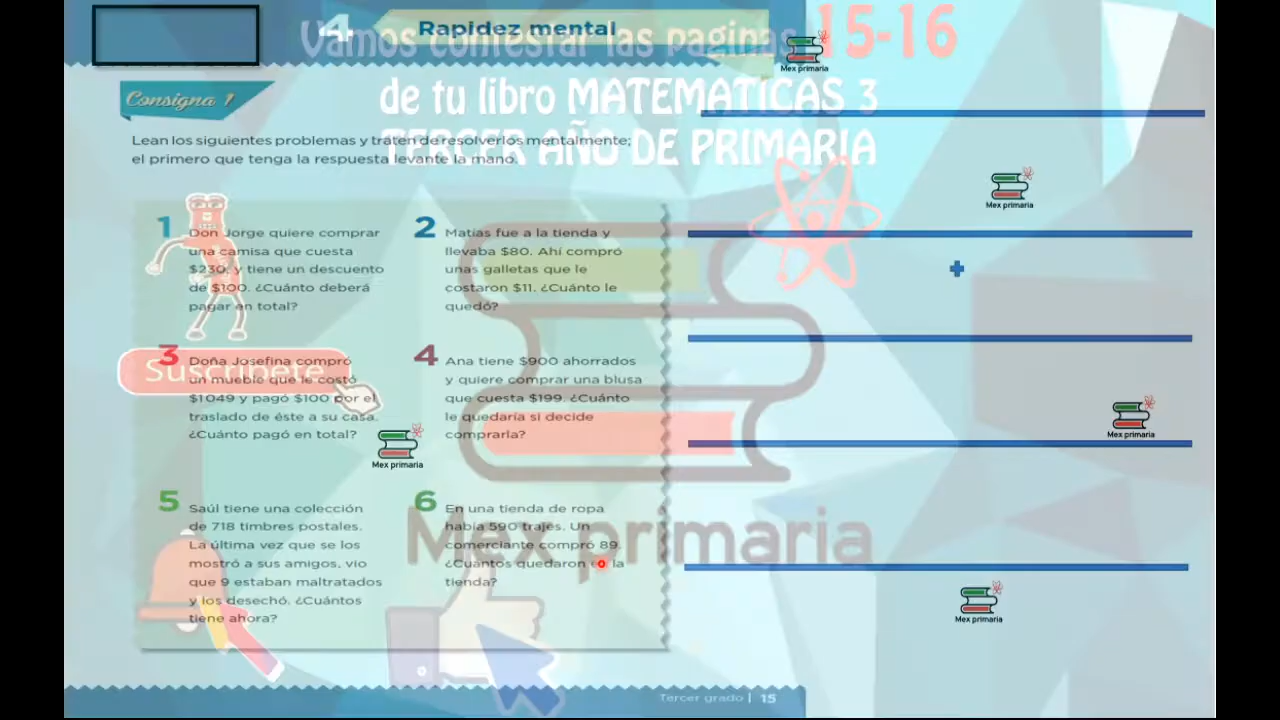 4 Rapidez mental
Vamos contestar las paginas 15-16
de tu libro MATEMATICAS 3
TERCER AÑO DE PRIMARIA
Mex primaria
Consigna 1
Lean los siguientes problemas y traten de resolverlos mentalmente;
el primero que tenga la respuesta levante la mano.
Mex primaria
1 Don Jorge quiere comprar
una camisa que cuesta
$230, y tiene un descuento
de $100. ¿Cuánto deberá
pagar en total?
2 Matías fue a la tienda y
llevaba $80. Ahí compró
unas galletas que le
costaron $11. ¿Cuánto le
quedó?
3 Doña Josefina compró
un mueble que le costó
$1049 y pagó $100 por el
traslado de éste a su casa.
¿Cuánto pagó en total?
Suscripete
4 Ana tiene $900 ahorrados
y quiere comprar una blusa
que cuesta $199. ¿Cuánto
le quedaría si decide
comprarla?
Mex primaria
Mex primaria
5 Saúl tiene una colección
de 718 timbres postales.
La última vez que se los
mostró a sus amigos, vio
que 9 estaban maltratados
y los desechó. ¿Cuántos
tiene ahora?
6 En una tienda de ropa
había 590 trajes. Un
comerciante compró 89.
¿Cuántos quedaron la
tienda?
Mex primaria
Mex primaria
Tercer grado | 15